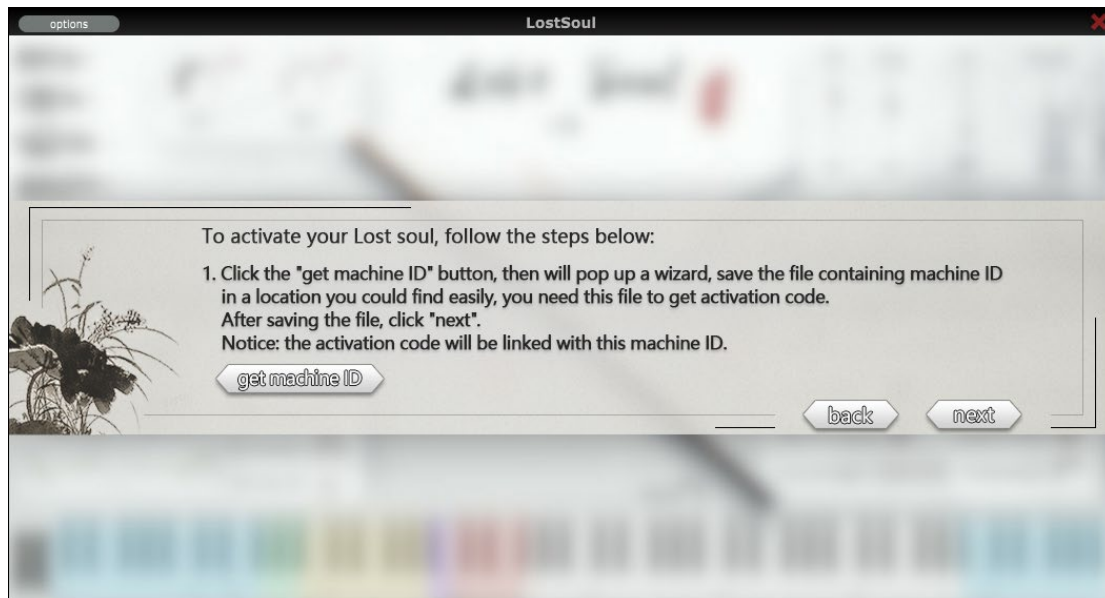 options
LostSoul
To activate your Lost soul, follow the steps below:
1. Click the "get machine ID" button, then will pop up a wizard, save the file containing machine ID
in a location you could find easily, you need this file to get activation code.
After saving the file, click "next".
Notice: the activation code will be linked with this machine ID.
get machine ID
back
next